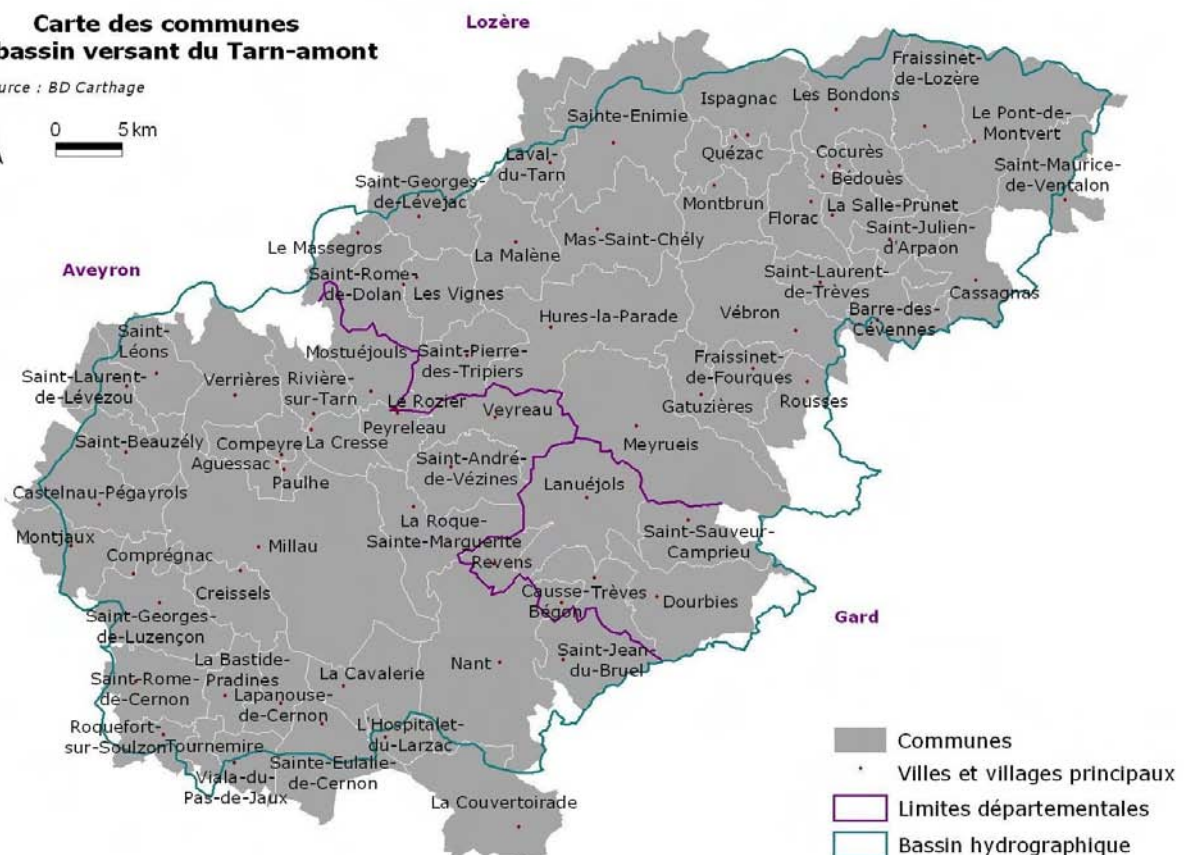 Carte des communes
bassin versant du Tarn-amont
urce : BD Carthage
0 5 km
Lozère
Aveyron
Gard
Fraissinet-
de-Lozère
Ispagnac
Les Bondons
Sainte-Enimie
Le Pont-de-
Montvert
Laval-
du-Tarn
Quézac
Cocurès
Saint-Maurice-
de-Ventalon
Bédouès
Saint-Georges-
de-Lévejac
Montbrun
La Salle-Prunet
Florac
Saint-Julien-
d'Arpaon
Le Massegros
La Malène
Mas-Saint-Chély
Saint-Rome-
de-Dolan
Les Vignes
Saint-Laurent-
de-Trèves
Cassagnas
Hures-la-Parade
Vébron
Barre-des-
Cévennes
Saint-
Léons
Mostuéjouls
Saint-Pierre-
des-Tripiers
Fraissinet-
de-Fourques
Saint-Laurent-
de-Lévézou
Verrières
Rivière-
sur-Tarn
Le Rozier
Veyreau
Gatuzières
Rousses
Peyreleau
Saint-Beauzély
Compeyre
La Cresse
Meyrueis
Aguessac
Paulhe
Saint-André-
de-Vézines
Lanuéjols
Castelnau-Pégayrols
La Roque-
Sainte-Marguerite
Saint-Sauveur-
Camprieu
Montjaux
Comprégnac
Millau
Revens
Creissels
Causse-
Bégon
Trèves
Dourbies
Saint-Georges-
de-Luzençon
Saint-Jean-
du-Bruel
La Bastide-
Pradines
La Cavalerie
Nant
Saint-Rome-
de-Cernon
Lapanouse-
de-Cernon
Roquefort-
sur-Soulzon
Tournemire
L'Hospitalet-
du-Larzac
Sainte-Eulalie-
de-Cernon
Viala-du-
Pas-de-Jaux
La Couvertoirade
Communes
Villes et villages principaux
Limites départementales
Bassin hydrographique